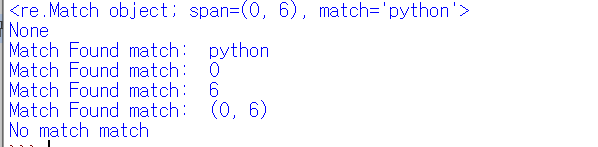 <re.Match object; span=(0, 6), match='python'>
None
Match Found match:  python
Match Found match:  0
Match Found match:  6
Match Found match:  (0, 6)
No match match
>>>